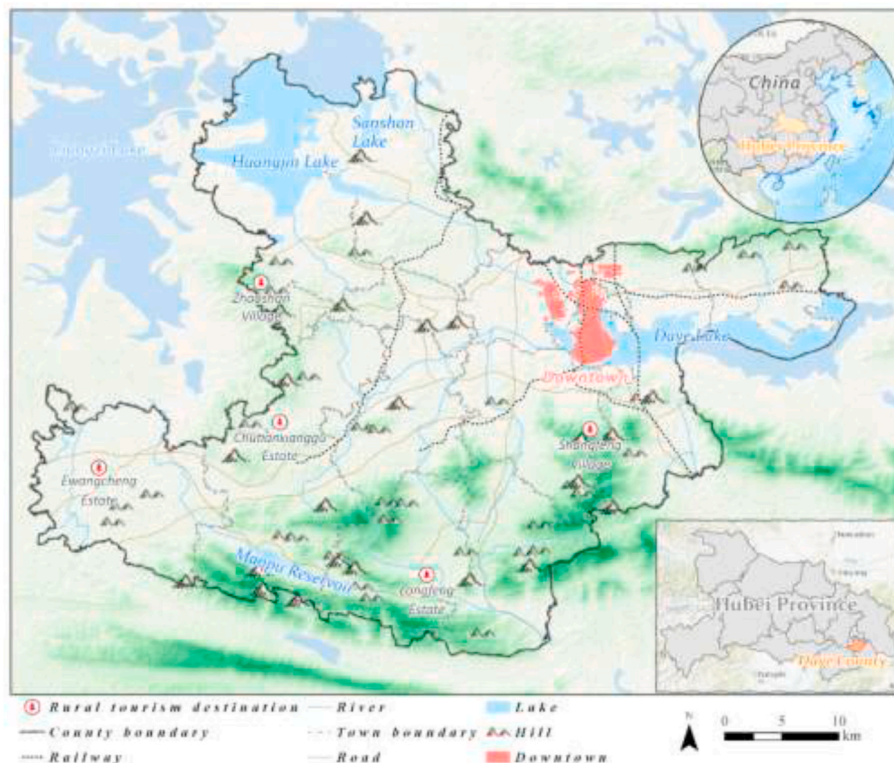 China
Hubei Province
Sanshan
Lake
Huangjin Lake
Zhaoshan
Village
Daye Lake
Downtown
Chutianxianggu
Estate
Shangfeng
Village
Ewangcheng
Estate
Manpu Reservoir
Longfeng
Estate
Hubei Province
Daye County
Rural tourism destination
River
Lake
County boundary
Town boundary
Hill
Railway
Road
Downtown
N
0 5 10
km